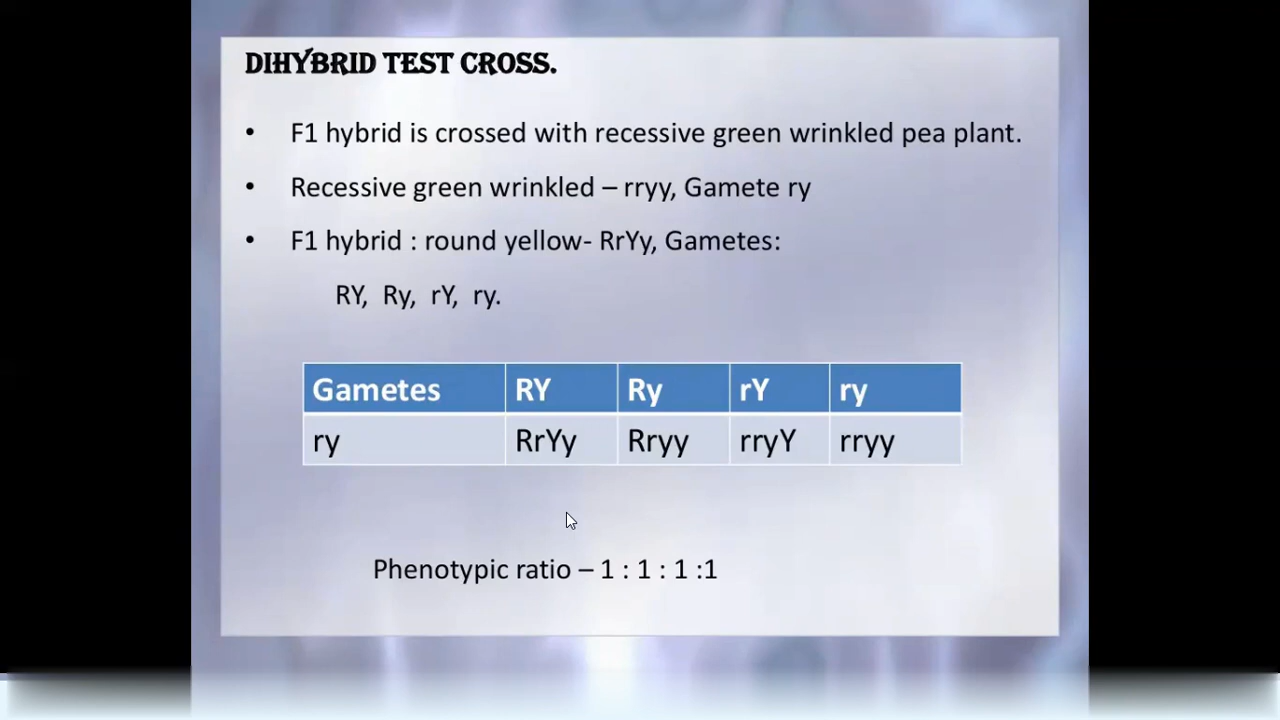 DIHYBRID TEST CROSS.
• F1 hybrid is crossed with recessive green wrinkled pea plant.
• Recessive green wrinkled – rryy, Gamete ry
• F1 hybrid : round yellow- RrYy, Gametes:
RY, Ry, rY, ry.
Gametes RY Ry rY ry
ry RrYy Rryy rryY rryy
Phenotypic ratio – 1 : 1 : 1 :1